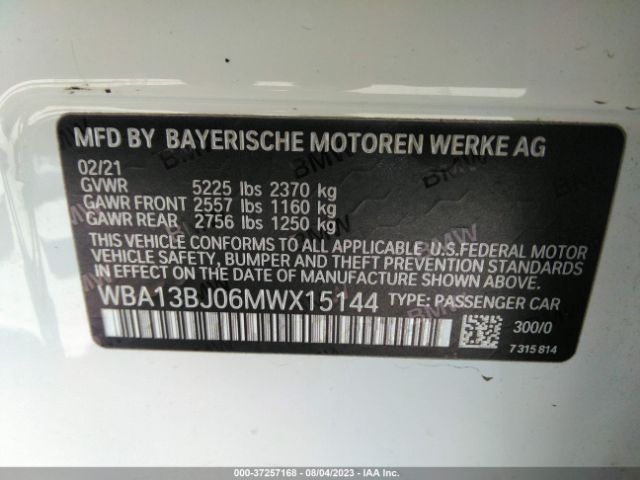 MFD BY BAYERISCHE MOTOREN WERKE AG
02/21
GVWR 5225 lbs 2370 kg
GAWR FRONT 2557 lbs 1160 kg
GAWR REAR 2756 lbs 1250 kg
THIS VEHICLE CONFORMS TO ALL APPLICABLE U.S.FEDERAL MOTOR
VEHICLE SAFETY, BUMPER AND THEFT PREVENTION STANDARDS
IN EFFECT ON THE DATE OF MANUFACTURE SHOWN ABOVE.
WBA13BJ06MWX15144 TYPE: PASSENGER CAR
300/0
7 315 814
000-37257168 - 08/04/2023 - IAA Inc.